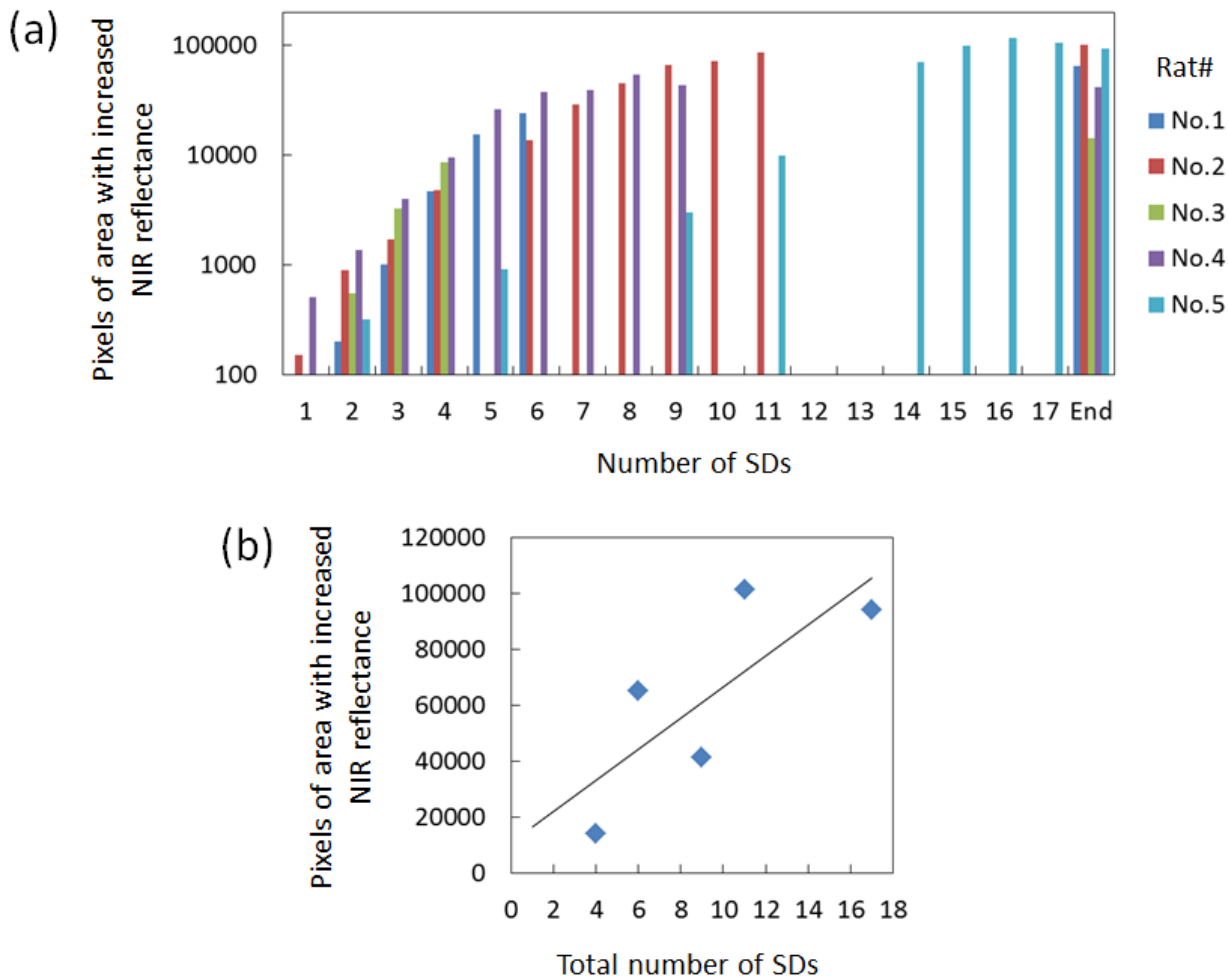 (a)
Pixels of area with increased
NIR reflectance
100000
10000
1000
100
1 2 3 4 5 6 7 8 9 10 11 12 13 14 15 16 17 End
Number of SDs
Rat#
No.1
No.2
No.3
No.4
No.5
(b)
Pixels of area with increased
NIR reflectance
120000
100000
80000
60000
40000
20000
0
0 2 4 6 8 10 12 14 16 18
Total number of SDs